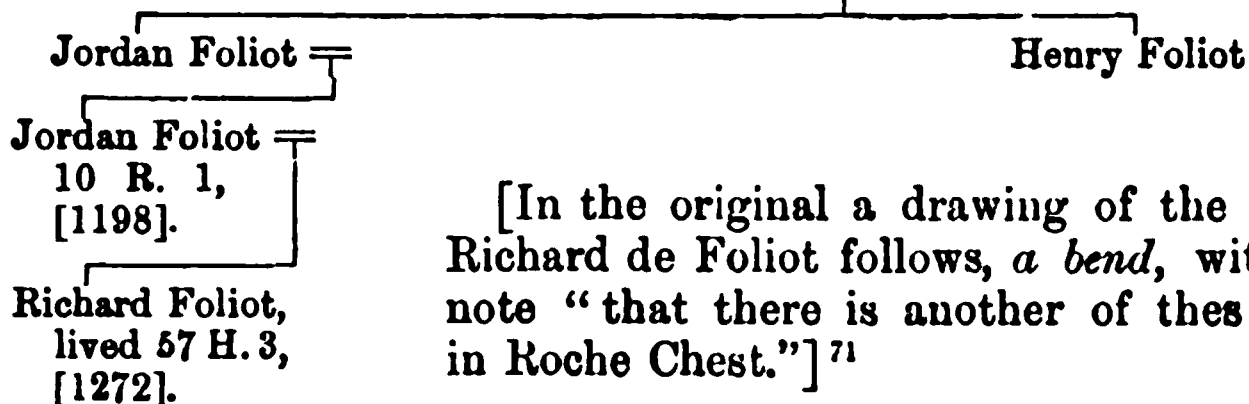 Jordan Foliot =
Henry Foliot
Jordan Foliot =
10 R. 1,
[1198].
Richard Foliot,
lived 57 H. 3,
[1272].
[In the original a drawing of the
Richard de Foliot follows, a bend, wit
note “that there is another of thes
in Roche Chest.”] 71